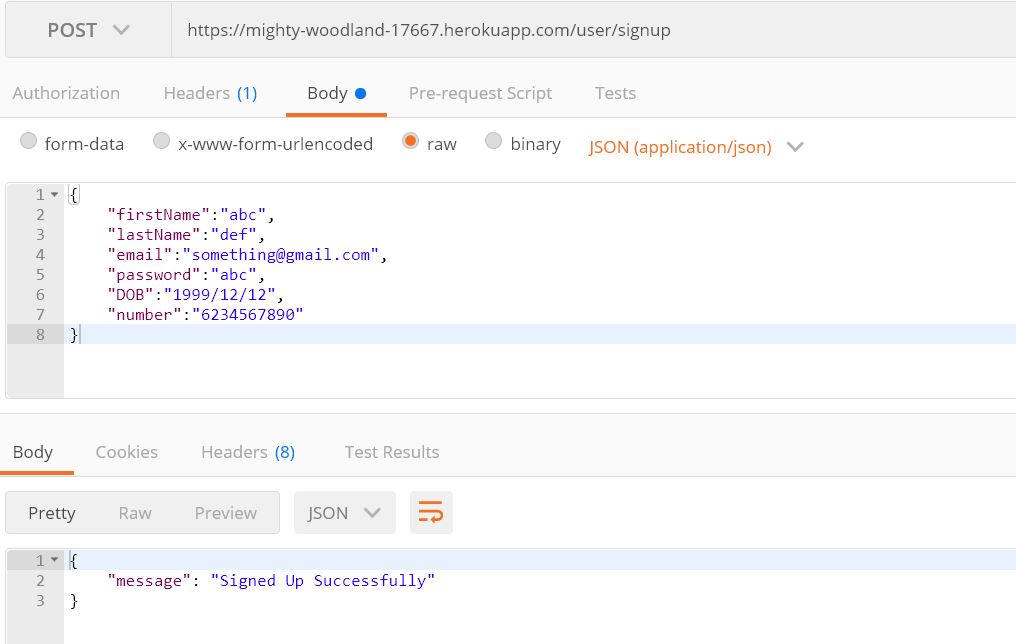 POST https://mighty-woodland-17667.herokuapp.com/user/signup
Authorization Headers (1) Body Pre-request Script Tests
form-data x-www-form-urlencoded raw binary JSON (application/json)
1 {
2 "firstName":"abc",
3 "lastName":"def",
4 "email":"something@gmail.com",
5 "password":"abc",
6 "DOB":"1999/12/12",
7 "number":"6234567890"
8 }
Body Cookies Headers (8) Test Results
Pretty Raw Preview JSON
1 {
2 "message": "Signed Up Successfully"
3 }